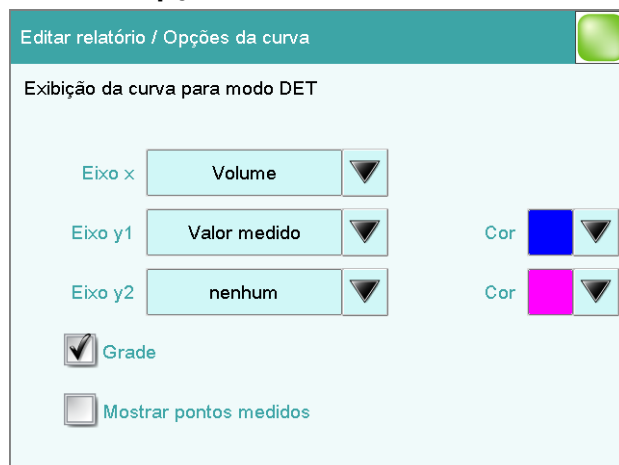 Editar relatório / Opções da curva
Exibição da curva para modo DET
Eixo x Volume
Eixo y1 Valor medido Cor
Eixo y2 nenhum Cor
Grade
Mostrar pontos medidos